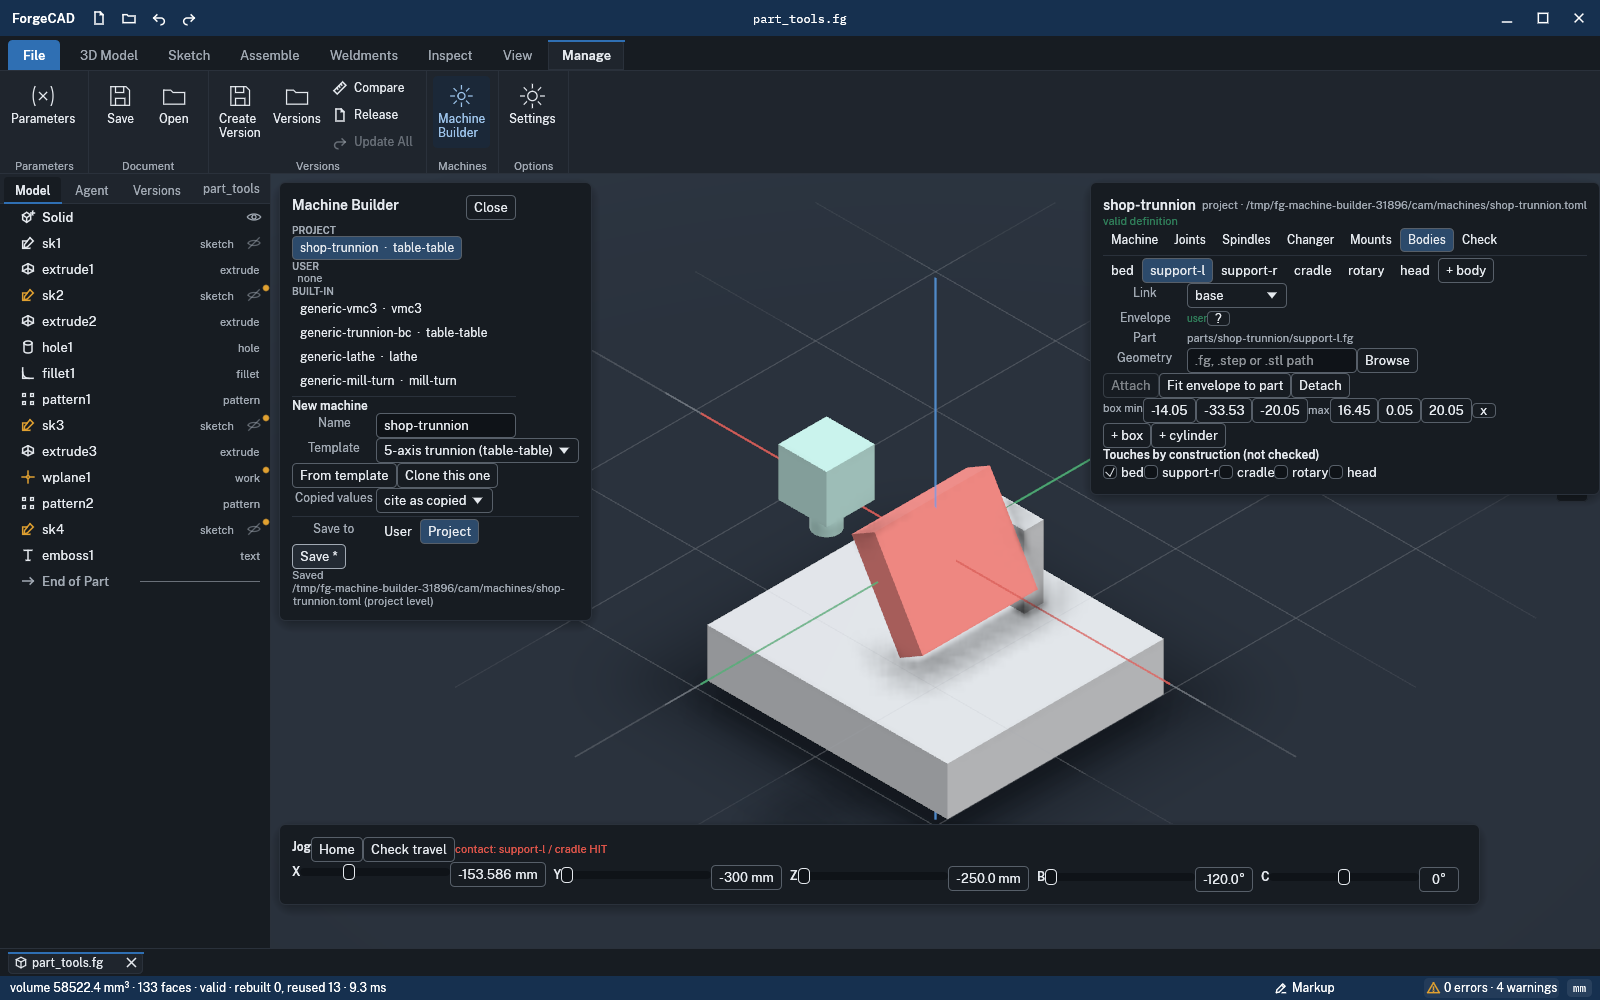 ForgeCAD
part_tools.fg
File 3D Model Sketch Assemble Weldments Inspect View Manage
(x) Parameters
Save
Open
Create Version
Versions
Compare
Release
Update All
Machine Builder
Settings
Parameters Document Versions Machines Options
Model Agent Versions part_tools
Solid
sk1 sketch
extrude1 extrude
sk2 sketch
extrude2 extrude
hole1 hole
fillet1 fillet
pattern1 pattern
sk3 sketch
extrude3 extrude
wplane1 work
pattern2 pattern
sk4 sketch
emboss1 text
End of Part
Machine Builder Close
PROJECT
shop-trunnion · table-table
USER
none
BUILT-IN
generic-vmc3 · vmc3
generic-trunnion-bc · table-table
generic-lathe · lathe
generic-mill-turn · mill-turn
New machine
Name shop-trunnion
Template 5-axis trunnion (table-table)
From template Clone this one
Copied values cite as copied
Save to User Project
Save *
Saved
/tmp/fg-machine-builder-31896/cam/machines/shop-
trunnion.toml (project level)
shop-trunnion project · /tmp/fg-machine-builder-31896/cam/machines/shop-trunnion.toml
valid definition
Machine Joints Spindles Changer Mounts Bodies Check
bed support-l support-r cradle rotary head + body
Link base
Envelope user ?
Part parts/shop-trunnion/support-l.fg
Geometry .fg, .step or .stl path Browse
Attach Fit envelope to part Detach
box min -14.05 -33.53 -20.05 max 16.45 0.05 20.05 x
+ box + cylinder
Touches by construction (not checked)
bed support-r cradle rotary head
Jog Home Check travel contact: support-l / cradle HIT
X -153.586 mm Y -300 mm Z -250.0 mm B -120.0° C 0°
part_tools.fg
volume 58522.4 mm³ · 133 faces · valid · rebuilt 0, reused 13 · 9.3 ms
Markup
0 errors · 4 warnings
mm